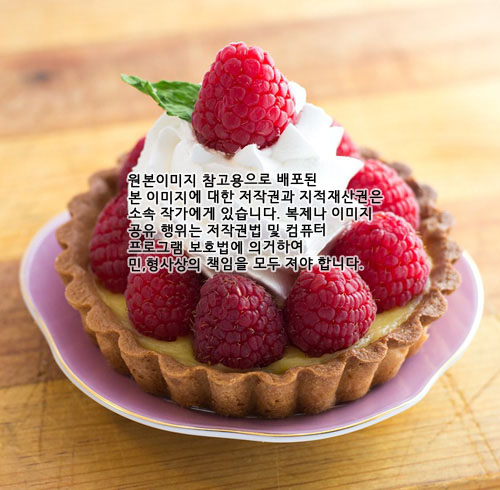 원본이미지 참고용으로 배포된
본 이미지에 대한 저작권과 지적재산권은
소속 작가에게 있습니다. 복제나 이미지
공유 행위는 저작권법 및 컴퓨터
프로그램 보호법에 의거하여
민,형사상의 책임을 모두 져야 합니다.